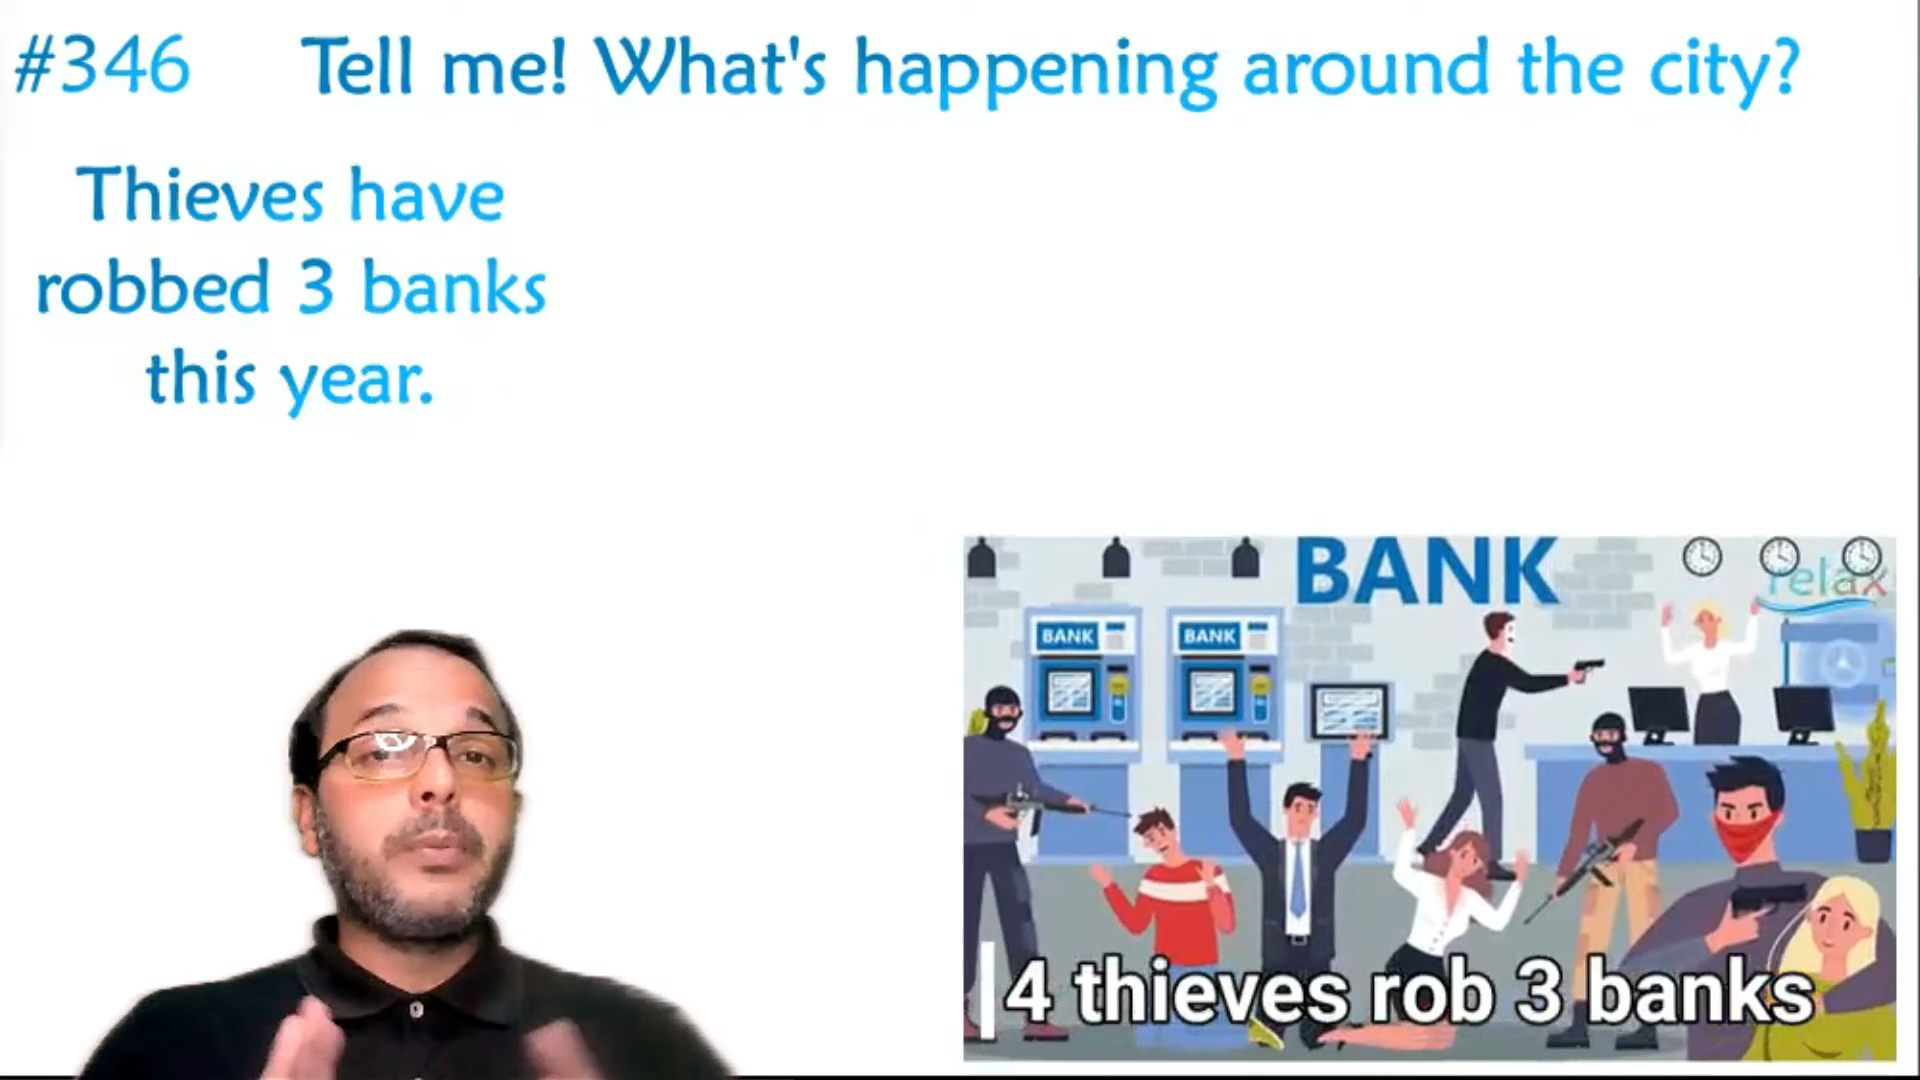 #346 Tell me! What's happening around the city?
Thieves have
robbed 3 banks
this year.
BANK
relax
BANK BANK
4 thieves rob 3 banks